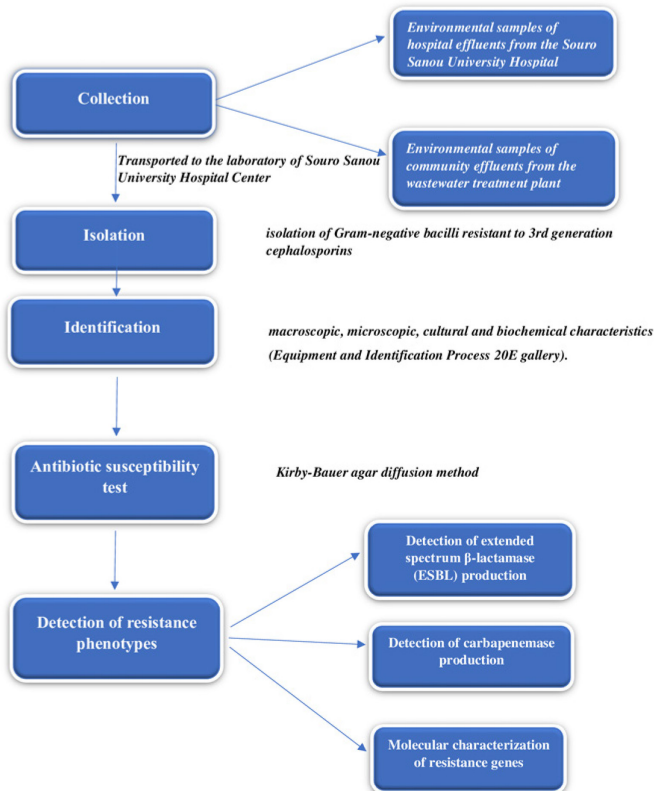 Collection
Environmental samples of
hospital effluents from the Souro
Sanou University Hospital
Environmental samples of
community effluents from the
wastewater treatment plant
Transported to the laboratory of Souro Sanou
University Hospital Center
Isolation
isolation of Gram-negative bacilli resistant to 3rd generation
cephalosporins
Identification
macroscopic, microscopic, cultural and biochemical characteristics
(Equipment and Identification Process 20E gallery).
Antibiotic susceptibility
test
Kirby-Bauer agar diffusion method
Detection of resistance
phenotypes
Detection of extended
spectrum β-lactamase
(ESBL) production
Detection of carbapenemase
production
Molecular characterization
of resistance genes